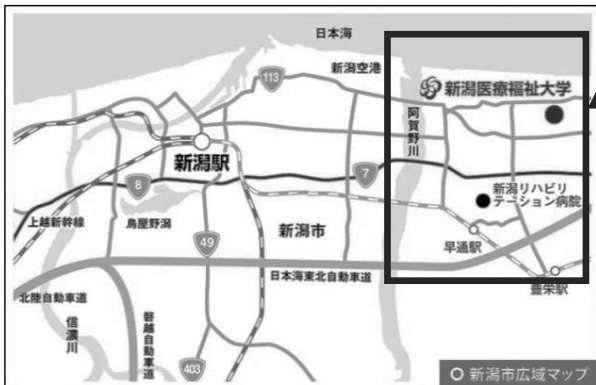 日本海
新潟空港
113
新潟医療福祉大学
阿賀野川
新潟駅
8
7
新潟リハビリ
テーション病院
上越新幹線
鳥屋野潟
49
新潟市
早通駅
日本海東北自動車道
豊栄駅
北陸自動車道
信濃川
磐越自動車道
403
新潟市広域マップ